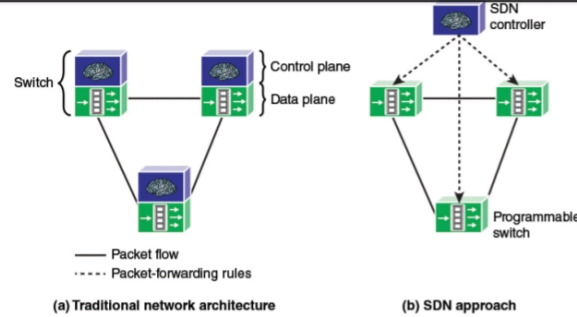 SDN
controller
Switch
Control plane
Data plane
Programmable
switch
Packet flow
Packet-forwarding rules
(a) Traditional network architecture
(b) SDN approach